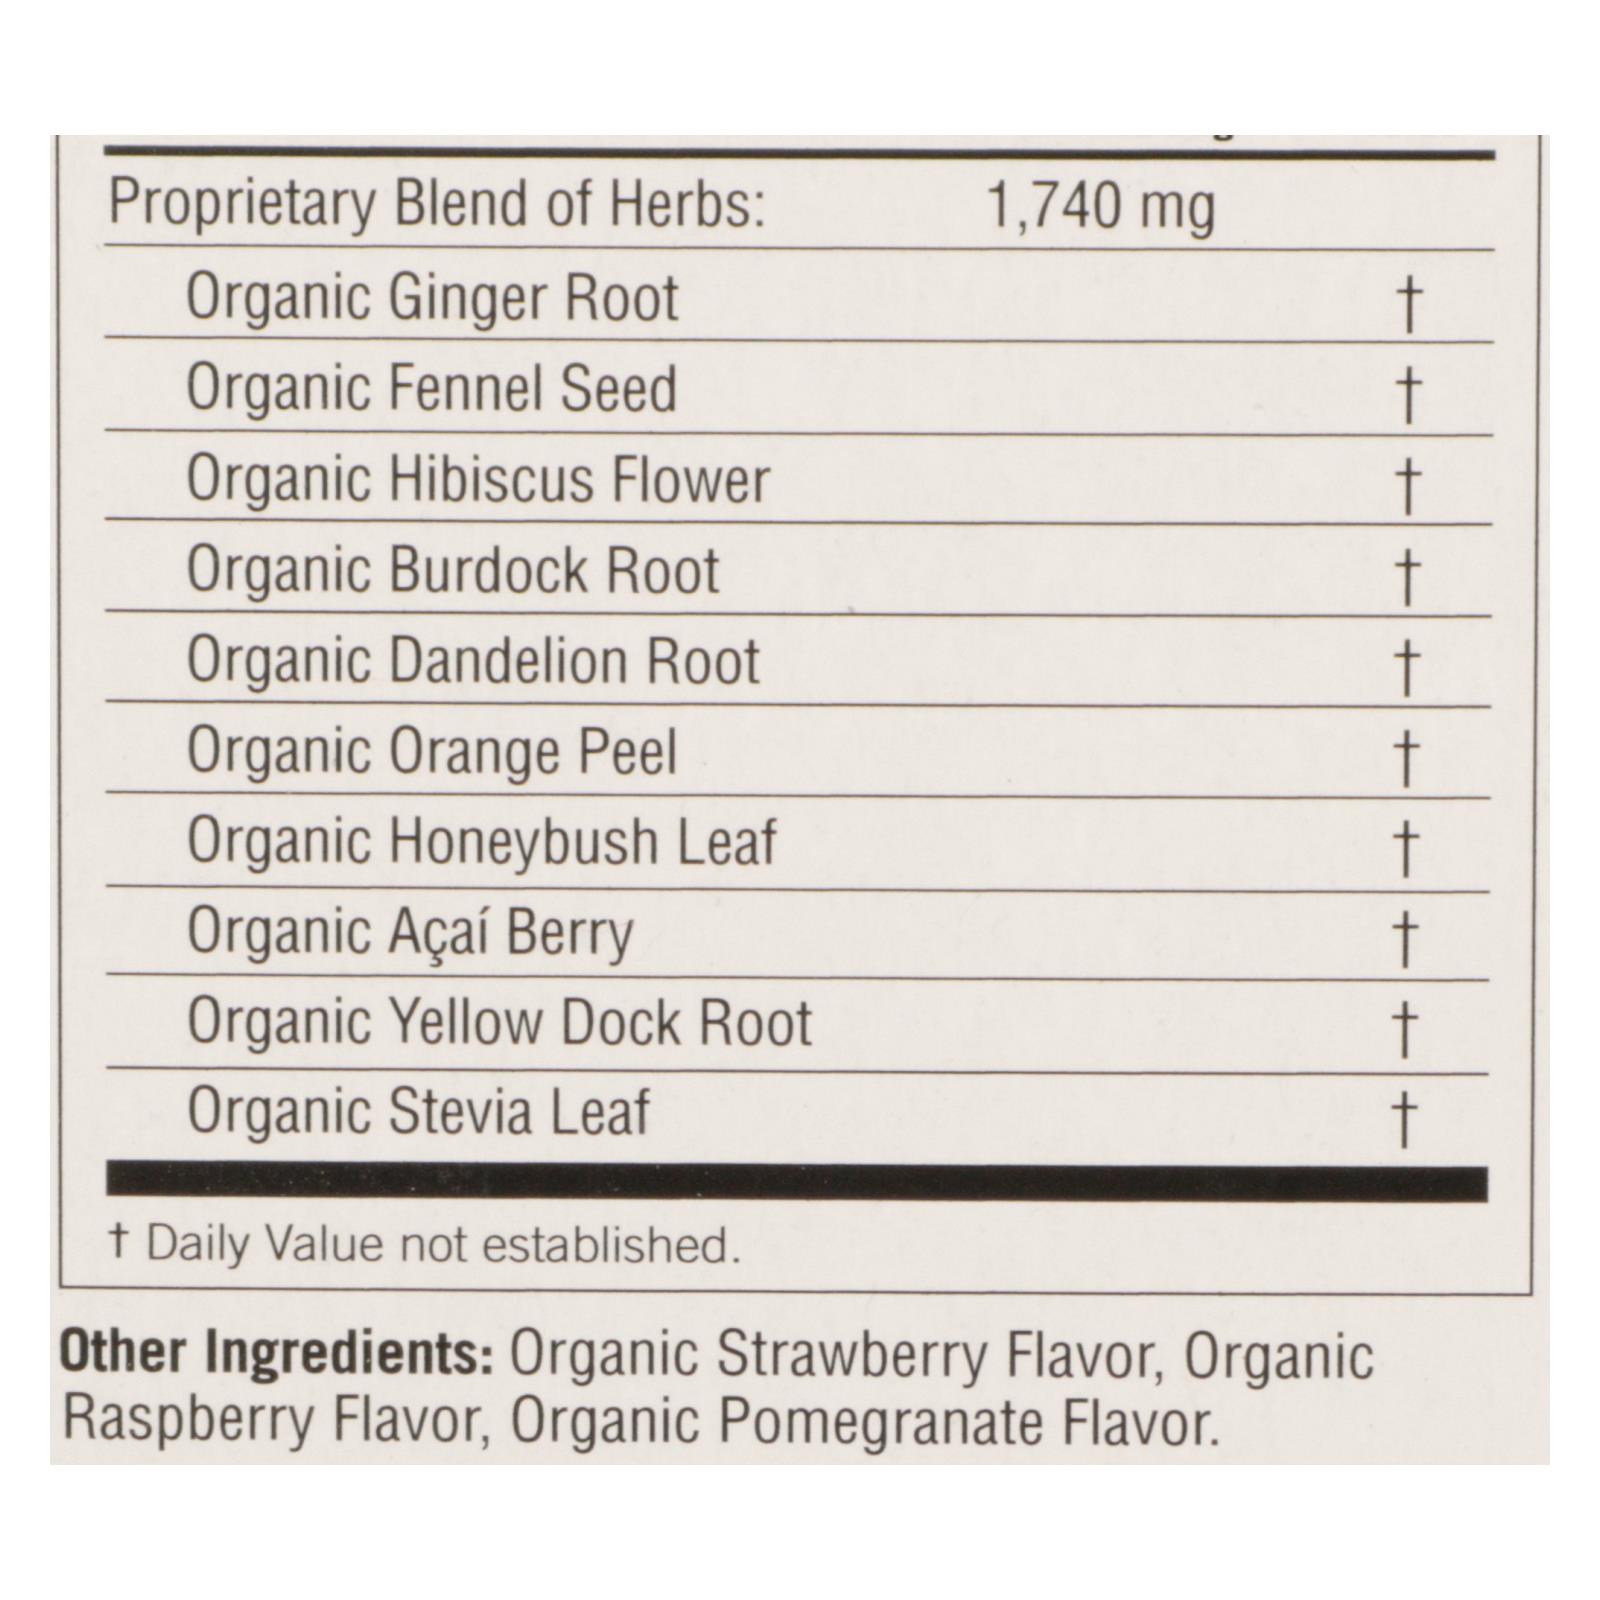 Proprietary Blend of Herbs: 1,740 mg
Organic Ginger Root †
Organic Fennel Seed †
Organic Hibiscus Flower †
Organic Burdock Root †
Organic Dandelion Root †
Organic Orange Peel †
Organic Honeybush Leaf †
Organic Açaí Berry †
Organic Yellow Dock Root †
Organic Stevia Leaf †
† Daily Value not established.
Other Ingredients: Organic Strawberry Flavor, Organic
Raspberry Flavor, Organic Pomegranate Flavor.